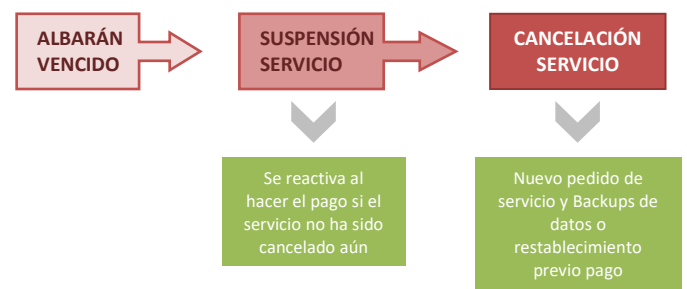 ALBARÁN
VENCIDO
SUSPENSIÓN
SERVICIO
CANCELACIÓN
SERVICIO
Se reactiva al
hacer el pago si el
servicio no ha sido
cancelado aún
Nuevo pedido de
servicio y Backups de
datos o
restablecimiento
previo pago